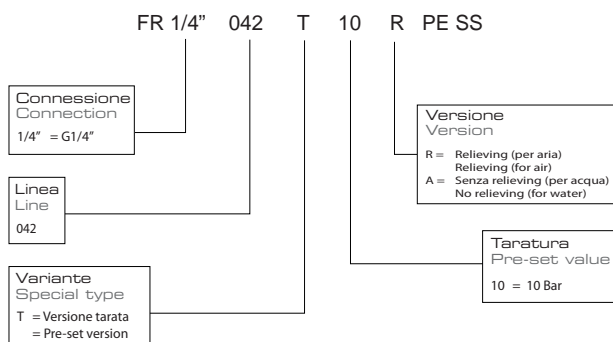 FR 1/4” 042 T 10 R PE SS
Connessione
Connection
1/4” = G1/4”
Linea
Line
042
Variante
Special type
T = Versione tarata
= Pre-set version
Versione
Version
R = Relieving (per aria)
Relieving (for air)
A = Senza relieving (per acqua)
No relieving (for water)
Taratura
Pre-set value
10 = 10 Bar